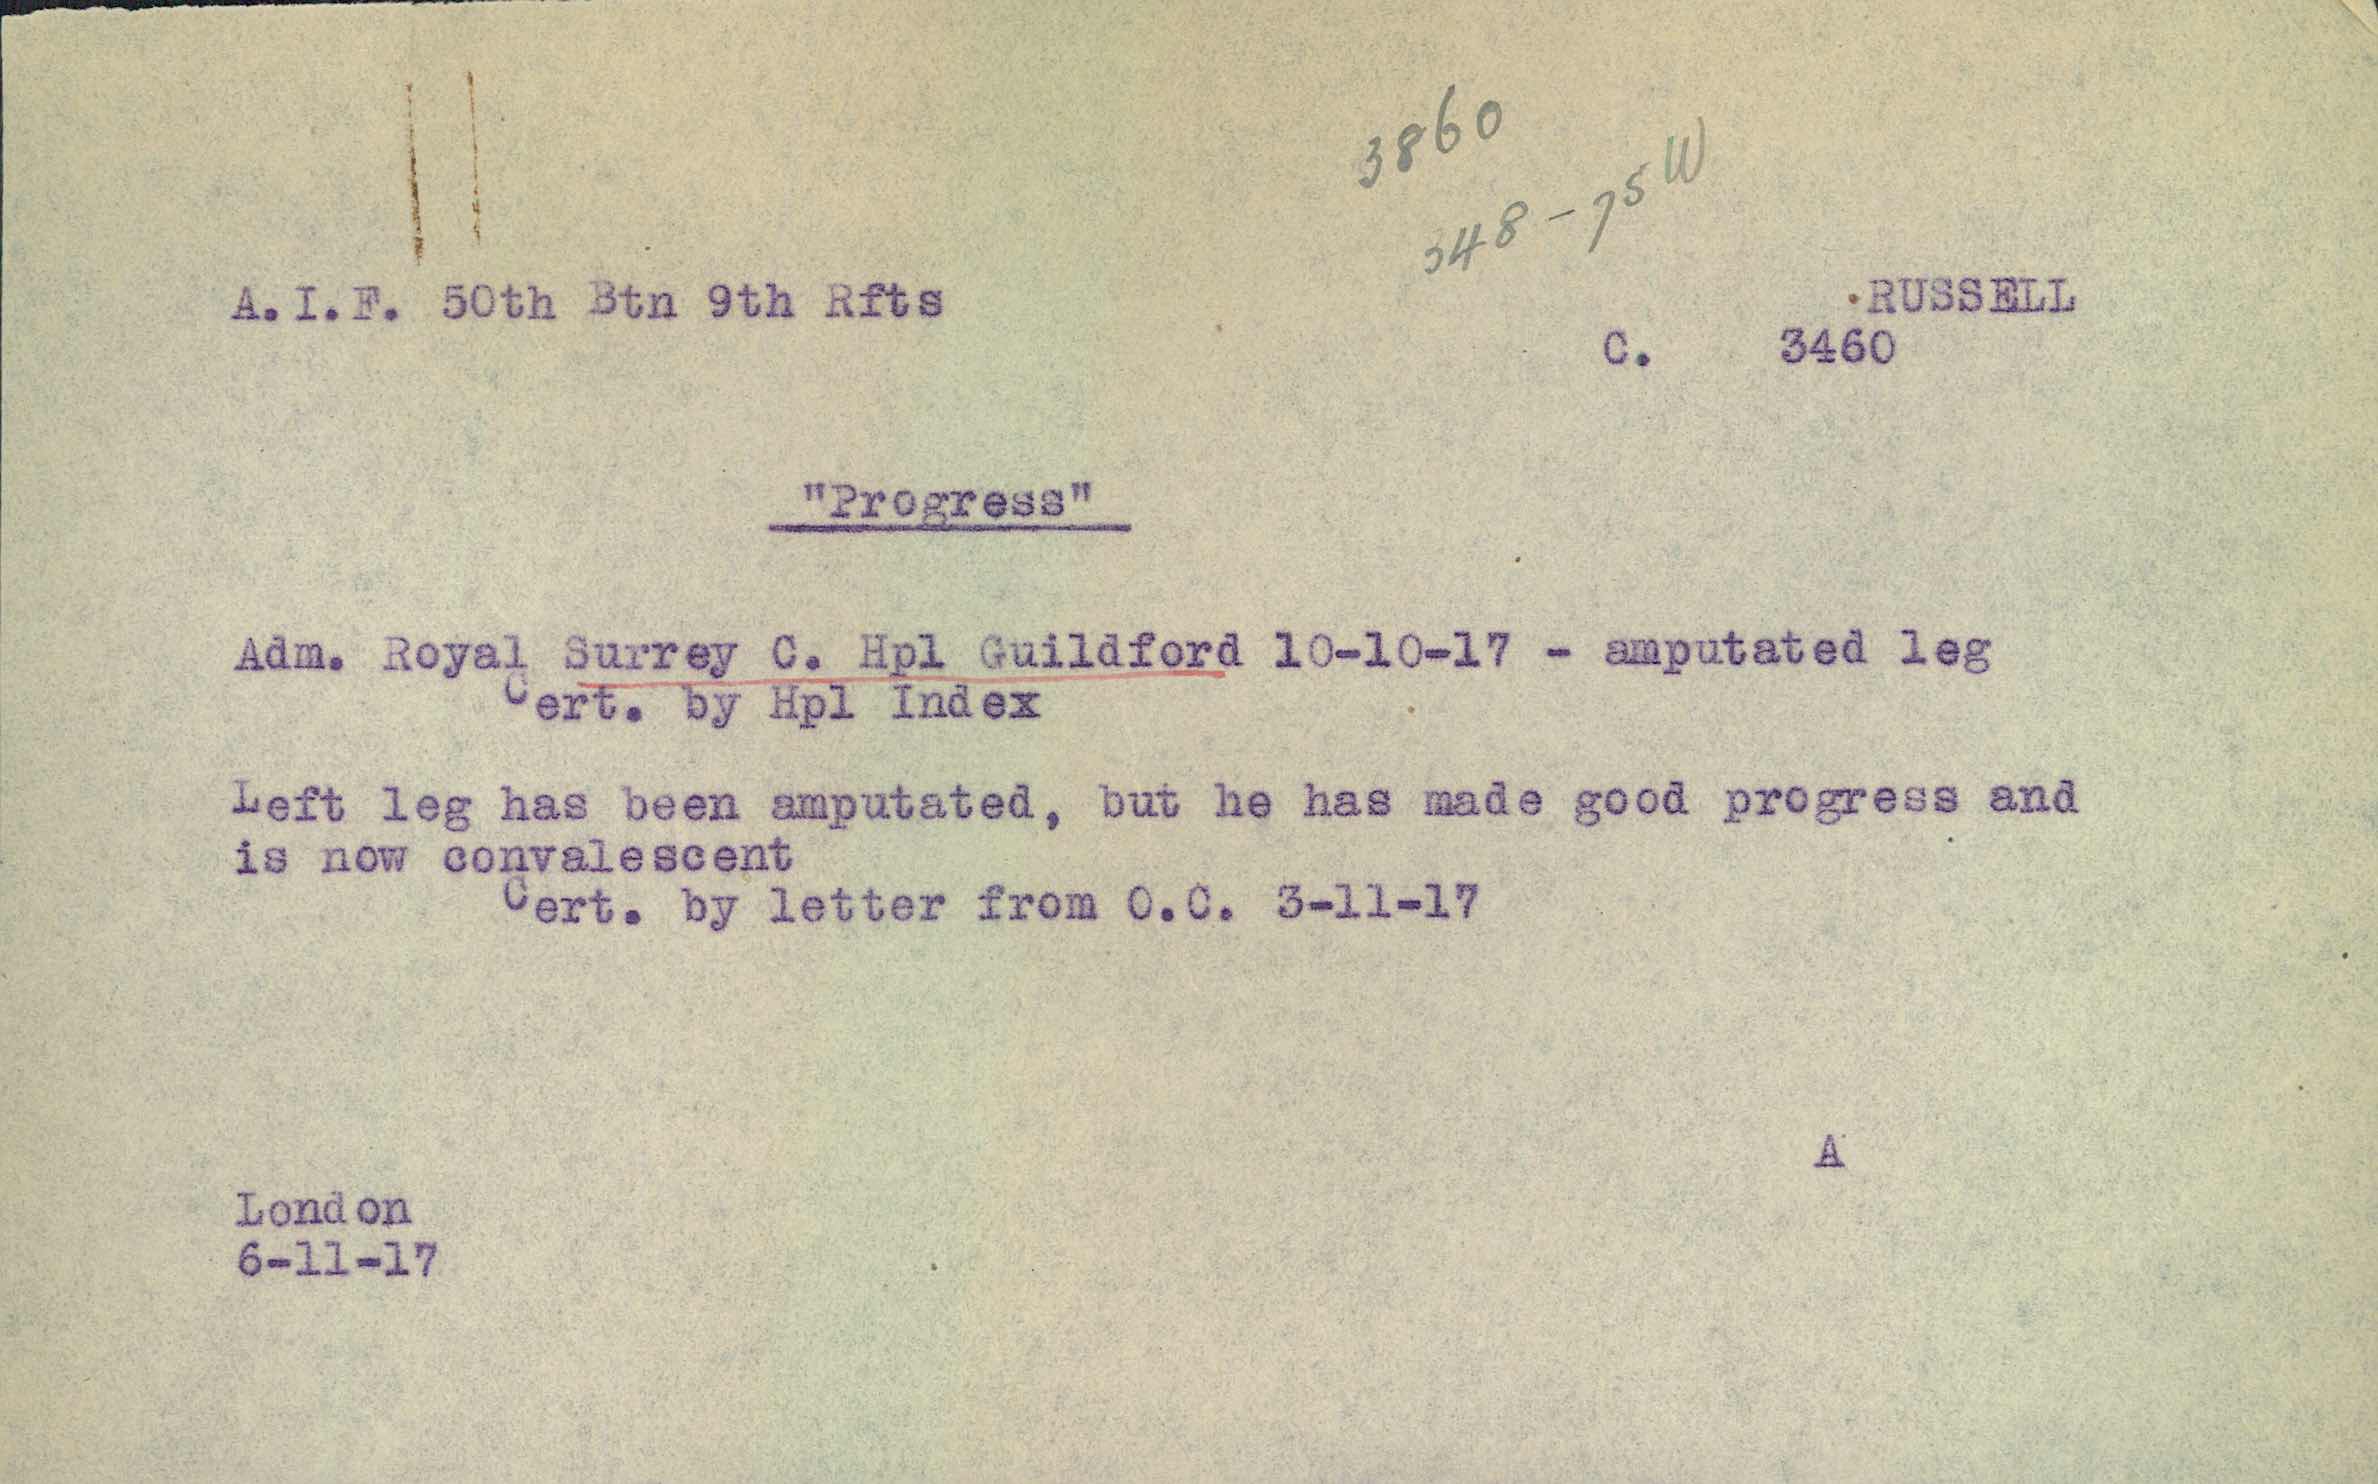 3860
348-75W
A.I.F. 50th Btn 9th Rfts
RUSSELL
C. 3460
"Progress"
Adm. Royal Surrey C. Hpl Guildford 10-10-17 - amputated leg
Cert. by Hpl Index
Left leg has been amputated, but he has made good progress and
is now convalescent
Cert. by letter from O.C. 3-11-17
A
London
6-11-17